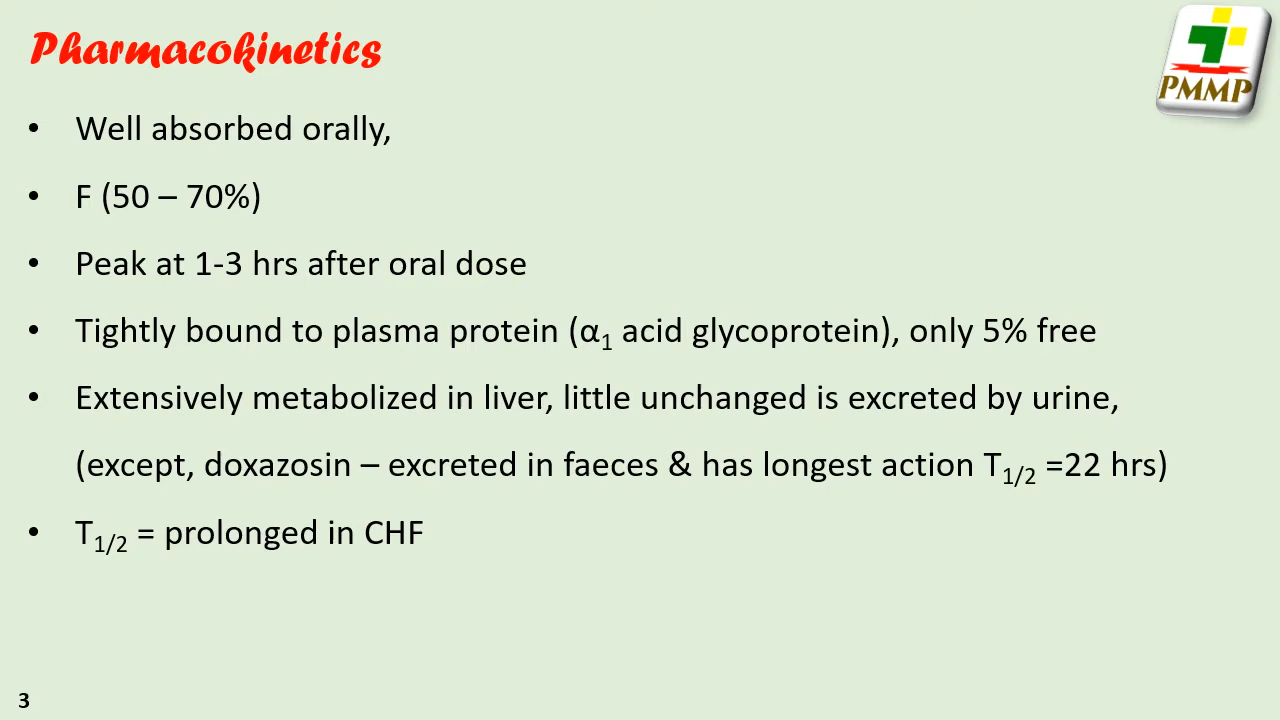 Pharmacokinetics
PMMP
• Well absorbed orally,
• F (50 – 70%)
• Peak at 1-3 hrs after oral dose
• Tightly bound to plasma protein (α₁ acid glycoprotein), only 5% free
• Extensively metabolized in liver, little unchanged is excreted by urine,
(except, doxazosin – excreted in faeces & has longest action T₁/₂ =22 hrs)
• T₁/₂ = prolonged in CHF
3